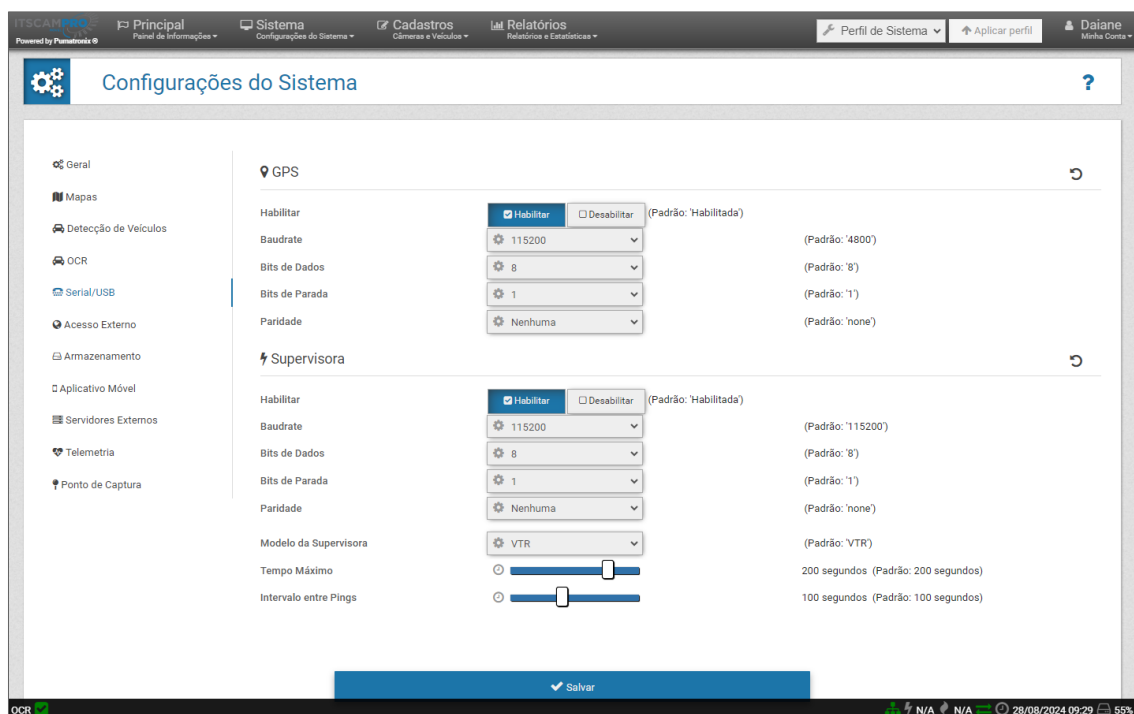 ITSCAMPRO
Powered by Pumatronix ®
Principal
Painel de Informações
Sistema
Configurações do Sistema
Cadastros
Câmeras e Veículos
Relatórios
Relatórios e Estatísticas
Perfil de Sistema
Aplicar perfil
Daiane
Minha Conta
Configurações do Sistema
?
Geral
Mapas
Detecção de Veículos
OCR
Serial/USB
Acesso Externo
Armazenamento
Aplicativo Móvel
Servidores Externos
Telemetria
Ponto de Captura
GPS
Habilitar Habilitar Desabilitar (Padrão: 'Habilitada')
Baudrate 115200 (Padrão: '4800')
Bits de Dados 8 (Padrão: '8')
Bits de Parada 1 (Padrão: '1')
Paridade Nenhuma (Padrão: 'none')
Supervisora
Habilitar Habilitar Desabilitar (Padrão: 'Habilitada')
Baudrate 115200 (Padrão: '115200')
Bits de Dados 8 (Padrão: '8')
Bits de Parada 1 (Padrão: '1')
Paridade Nenhuma (Padrão: 'none')
Modelo da Supervisora VTR (Padrão: 'VTR')
Tempo Máximo 200 segundos (Padrão: 200 segundos)
Intervalo entre Pings 100 segundos (Padrão: 100 segundos)
Salvar
OCR N/A N/A 28/08/2024 09:29 55%